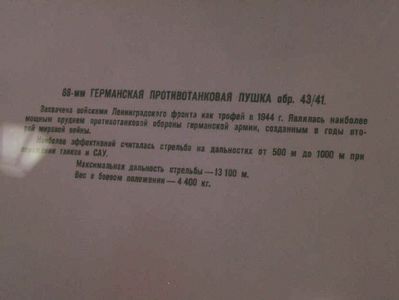 88-мм ГЕРМАНСКАЯ ПРОТИВОТАНКОВАЯ ПУШКА обр. 43/41.
Захвачена войсками Ленинградского фронта как трофей в 1944 г. Являлась наиболее
мощным орудием противотанковой обороны германской армии, созданным в годы вто-
рой мировой войны.
Наиболее эффективной считалась стрельба на дальностях от 500 м до 1000 м при
поражении танков и САУ.
Максимальная дальность стрельбы — 13 100 м.
Вес в боевом положении — 4 400 кг.